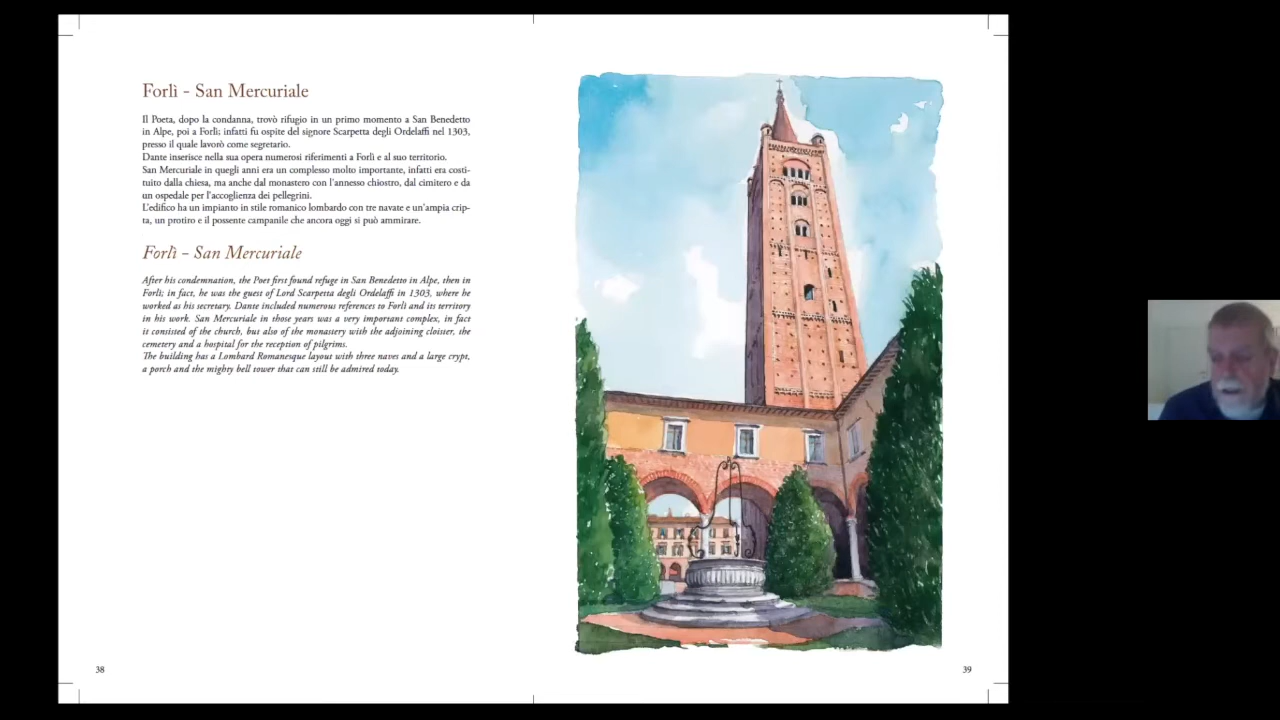 Forlì - San Mercuriale
Il Poeta, dopo la condanna, trovò rifugio in un primo momento a San Benedetto
in Alpe, poi a Forlì; infatti fu ospite del signore Scarpetta degli Ordelaffi nel 1303,
presso il quale lavorò come segretario.
Dante inserisce nella sua opera numerosi riferimenti a Forlì e al suo territorio.
San Mercuriale in quegli anni era un complesso molto importante, infatti era costi-
tuito dalla chiesa, ma anche dal monastero con l'annesso chiostro, dal cimitero e da
un ospedale per l'accoglienza dei pellegrini.
L'edifico ha un impianto in stile romanico lombardo con tre navate e un'ampia crip-
ta, un protiro e il possente campanile che ancora oggi si può ammirare.
Forlì - San Mercuriale
After his condemnation, the Poet first found refuge in San Benedetto in Alpe, then in
Forlì; in fact, he was the guest of Lord Scarpetta degli Ordelaffi in 1303, where he
worked as his secretary. Dante included numerous references to Forlì and its territory
in his work. San Mercuriale in those years was a very important complex, in fact
it consisted of the church, but also of the monastery with the adjoining cloister, the
cemetery and a hospital for the reception of pilgrims.
The building has a Lombard Romanesque layout with three naves and a large crypt,
a porch and the mighty bell tower that can still be admired today.
38
39